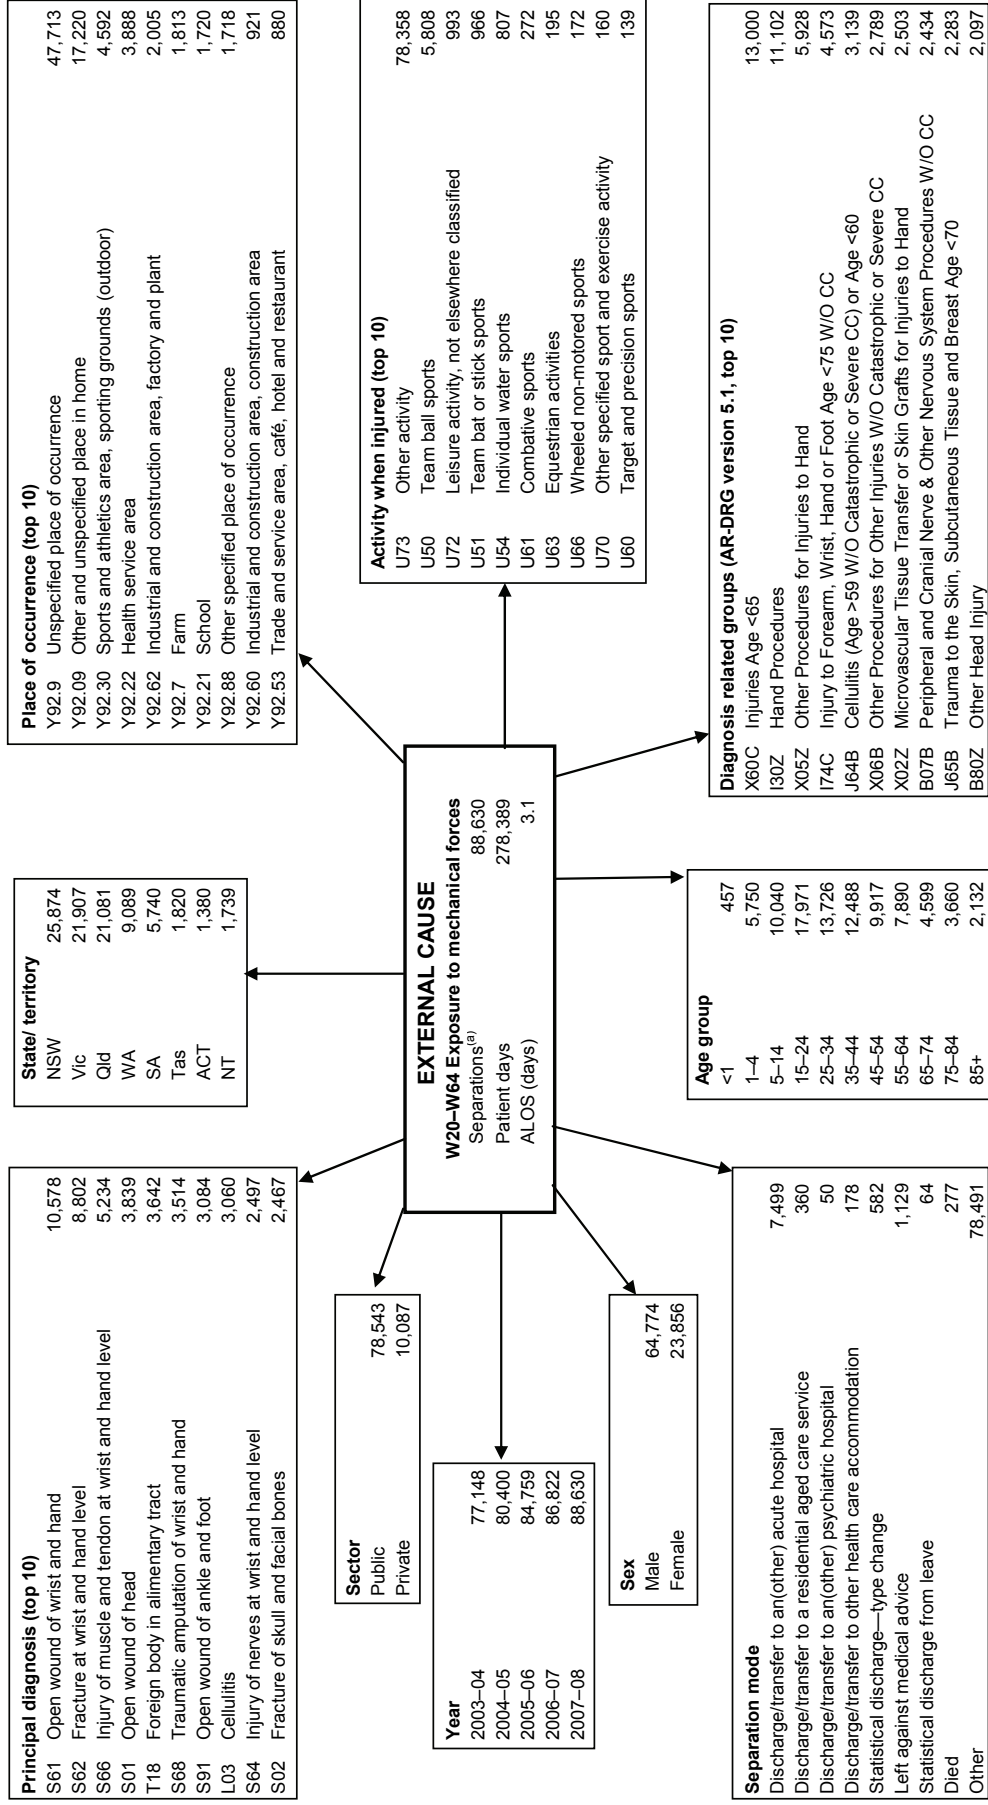 Principal diagnosis (top 10)
S61 Open wound of wrist and hand 10,578
S62 Fracture at wrist and hand level 8,802
S66 Injury of muscle and tendon at wrist and hand level 5,234
S01 Open wound of head 3,839
T18 Foreign body in alimentary tract 3,642
S68 Traumatic amputation of wrist and hand 3,514
S91 Open wound of ankle and foot 3,084
L03 Cellulitis 3,060
S64 Injury of nerves at wrist and hand level 2,497
S02 Fracture of skull and facial bones 2,467
State/ territory
NSW 25,874
Vic 21,907
Qld 21,081
WA 9,089
SA 5,740
Tas 1,820
ACT 1,380
NT 1,739
Place of occurrence (top 10)
Y92.9 Unspecified place of occurrence 47,713
Y92.09 Other and unspecified place in home 17,220
Y92.30 Sports and athletics area, sporting grounds (outdoor) 4,592
Y92.22 Health service area 3,888
Y92.62 Industrial and construction area, factory and plant 2,005
Y92.7 Farm 1,813
Y92.21 School 1,720
Y92.88 Other specified place of occurrence 1,718
Y92.60 Industrial and construction area, construction area 921
Y92.53 Trade and service area, café, hotel and restaurant 880
Sector
Public 78,543
Private 10,087
Year
2003–04 77,148
2004–05 80,400
2005–06 84,759
2006–07 86,822
2007–08 88,630
Sex
Male 64,774
Female 23,856
EXTERNAL CAUSE
W20–W64 Exposure to mechanical forces
Separations(a) 88,630
Patient days 278,389
ALOS (days) 3.1
Activity when injured (top 10)
U73 Other activity 78,358
U50 Team ball sports 5,808
U72 Leisure activity, not elsewhere classified 993
U51 Team bat or stick sports 966
U54 Individual water sports 807
U61 Combative sports 272
U63 Equestrian activities 195
U66 Wheeled non-motored sports 172
U70 Other specified sport and exercise activity 160
U60 Target and precision sports 139
Separation mode
Discharge/transfer to an(other) acute hospital 7,499
Discharge/transfer to a residential aged care service 360
Discharge/transfer to an(other) psychiatric hospital 50
Discharge/transfer to other health care accommodation 178
Statistical discharge—type change 582
Left against medical advice 1,129
Statistical discharge from leave 64
Died 277
Other 78,491
Age group
<1 457
1–4 5,750
5–14 10,040
15–24 17,971
25–34 13,726
35–44 12,488
45–54 9,917
55–64 7,890
65–74 4,599
75–84 3,660
85+ 2,132
Diagnosis related groups (AR-DRG version 5.1, top 10)
X60C Injuries Age <65 13,000
I30Z Hand Procedures 11,102
X05Z Other Procedures for Injuries to Hand 5,928
I74C Injury to Forearm, Wrist, Hand or Foot Age <75 W/O CC 4,573
J64B Cellulitis (Age >59 W/O Catastrophic or Severe CC) or Age <60 3,139
X06B Other Procedures for Other Injuries W/O Catastrophic or Severe CC 2,789
X02Z Microvascular Tissue Transfer or Skin Grafts for Injuries to Hand 2,503
B07B Peripheral and Cranial Nerve & Other Nervous System Procedures W/O CC 2,434
J65B Trauma to the Skin, Subcutaneous Tissue and Breast Age <70 2,283
B80Z Other Head Injury 2,097